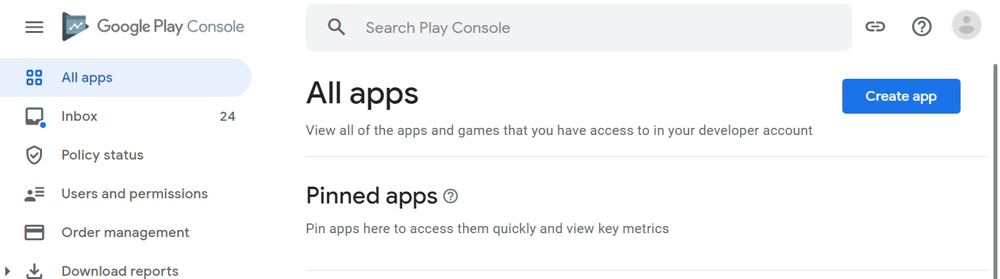 Google Play Console
Search Play Console
All apps
Inbox 24
Policy status
Users and permissions
Order management
Download reports
All apps
Create app
View all of the apps and games that you have access to in your developer account
Pinned apps
Pin apps here to access them quickly and view key metrics